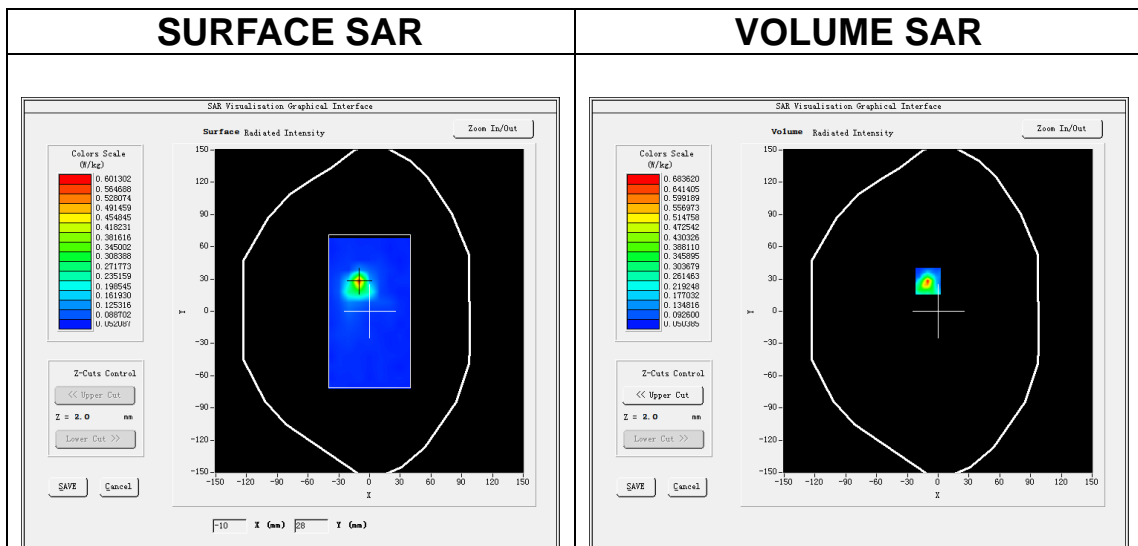 SURFACE SAR
VOLUME SAR
SAR Visualisation Graphical Interface
Surface Radiated Intensity
Zoom In/Out
Colors Scale
(W/kg)
0.601302
0.564688
0.528074
0.491459
0.454845
0.418231
0.381616
0.345002
0.308388
0.271773
0.235159
0.198545
0.161930
0.125316
0.088702
0.052087
Z-Cuts Control
<< Upper Cut
Z = 2.0 mm
Lower Cut >>
SAVE
Cancel
150
120
90
60
30
0
-30
-60
-90
-120
-150
Y
-150 -120 -90 -60 -30 0 30 60 90 120 150
X
-10 X (mm) 28 Y (mm)
SAR Visualisation Graphical Interface
Volume Radiated Intensity
Zoom In/Out
Colors Scale
(W/kg)
0.683620
0.641405
0.599189
0.556973
0.514758
0.472542
0.430326
0.388110
0.345895
0.303679
0.261463
0.219248
0.177032
0.134816
0.092600
0.050385
Z-Cuts Control
<< Upper Cut
Z = 2.0 mm
Lower Cut >>
SAVE
Cancel
150
120
90
60
30
0
-30
-60
-90
-120
-150
Y
-150 -120 -90 -60 -30 0 30 60 90 120 150
X